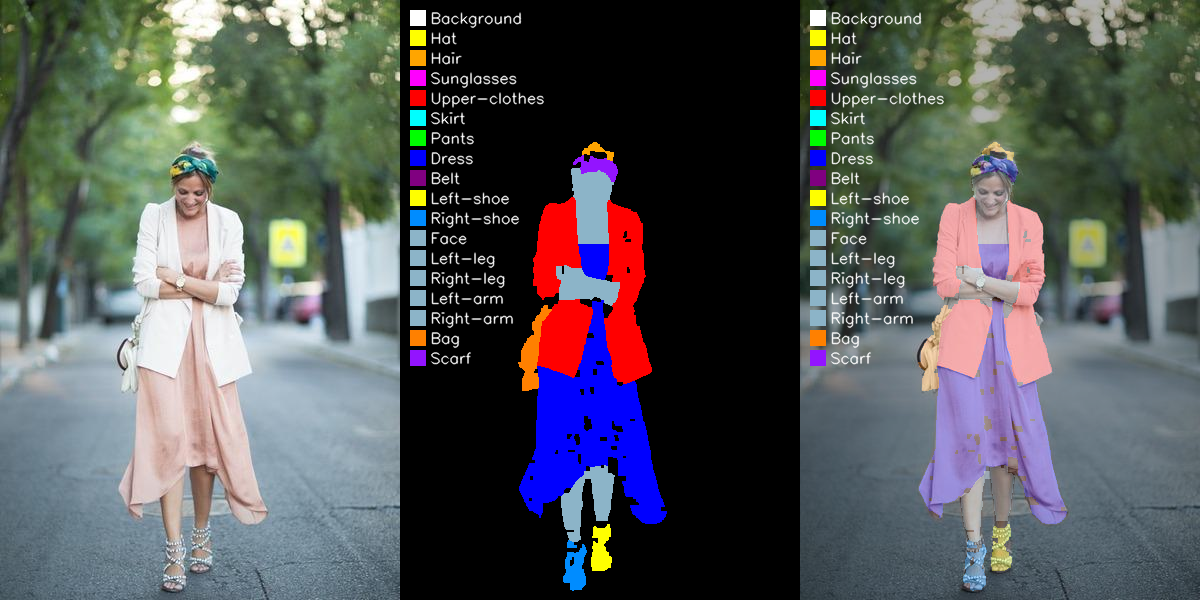 Background
Hat
Hair
Sunglasses
Upper-clothes
Skirt
Pants
Dress
Belt
Left-shoe
Right-shoe
Face
Left-leg
Right-leg
Left-arm
Right-arm
Bag
Scarf
Background
Hat
Hair
Sunglasses
Upper-clothes
Skirt
Pants
Dress
Belt
Left-shoe
Right-shoe
Face
Left-leg
Right-leg
Left-arm
Right-arm
Bag
Scarf